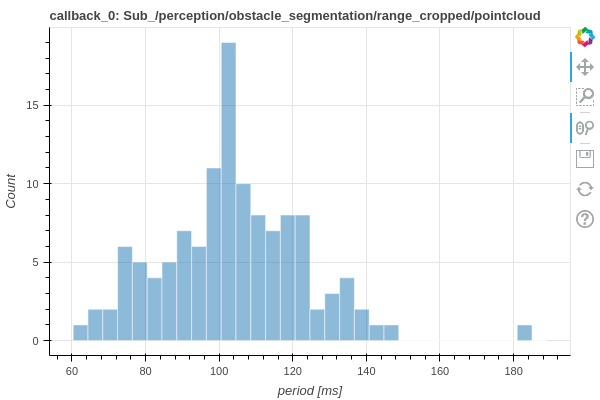 callback_0: Sub_/perception/obstacle_segmentation/range_cropped/pointcloud
Count
15
10
5
0
60 80 100 120 140 160 180
period [ms]